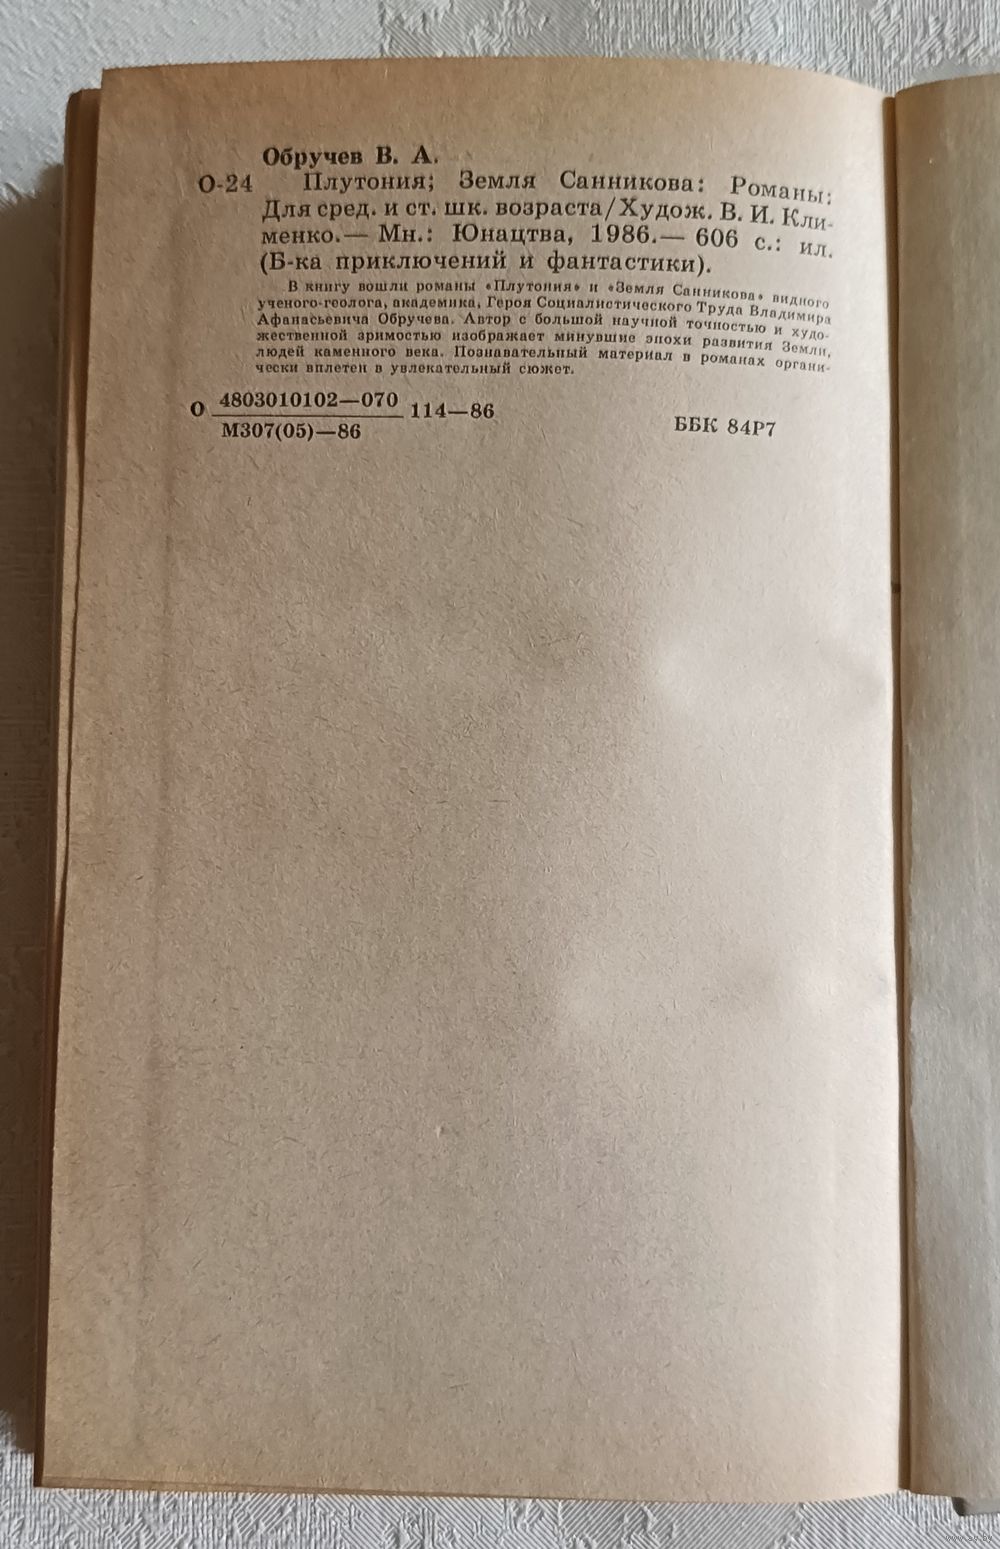 Обручев В. А.
О-24 Плутония; Земля Санникова: Романы:
Для сред. и ст. шк. возраста/Худож. В. И. Кли-
менко.— Мн.: Юнацтва, 1986.— 606 с.: ил.
(Б-ка приключений и фантастики).
В книгу вошли романы «Плутония» и «Земля Санникова» видного
ученого-геолога, академика, Героя Социалистического Труда Владимира
Афанасьевича Обручева. Автор с большой научной точностью и худо-
жественной зримостью изображает минувшие эпохи развития Земли,
людей каменного века. Познавательный материал в романах органи-
чески вплетен в увлекательный сюжет.
О 4803010102—070 114—86
М307(05)—86
ББК 84Р7
www.ay.by